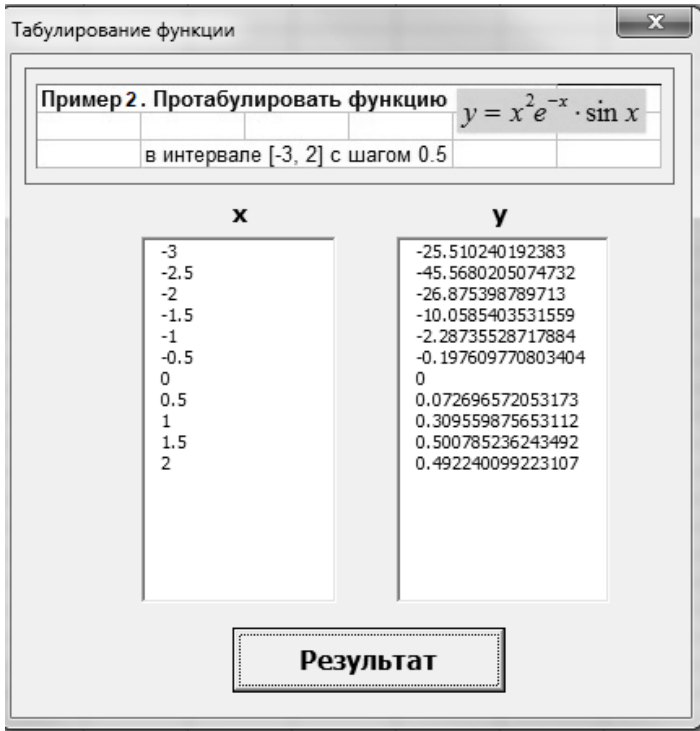 Табулирование функции
x
Пример 2. Протабулировать функцию y = x²e⁻ˣ · sin x
в интервале [-3, 2] с шагом 0.5
x y
-3 -25.510240192383
-2.5 -45.5680205074732
-2 -26.875398789713
-1.5 -10.0585403531559
-1 -2.28735528717884
-0.5 -0.197609770803404
0 0
0.5 0.072696572053173
1 0.309559875653112
1.5 0.500785236243492
2 0.492240099223107
Результат